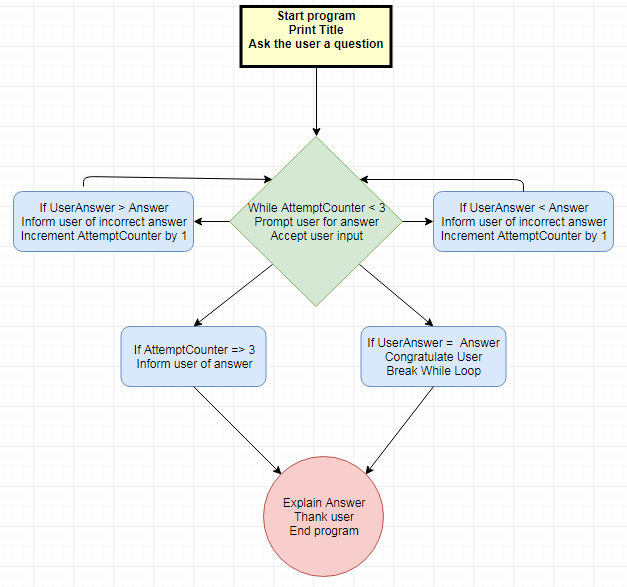 Start program
Print Title
Ask the user a question
While AttemptCounter < 3
Prompt user for answer
Accept user input
If UserAnswer > Answer
Inform user of incorrect answer
Increment AttemptCounter by 1
If UserAnswer < Answer
Inform user of incorrect answer
Increment AttemptCounter by 1
If AttemptCounter => 3
Inform user of answer
If UserAnswer = Answer
Congratulate User
Break While Loop
Explain Answer
Thank user
End program